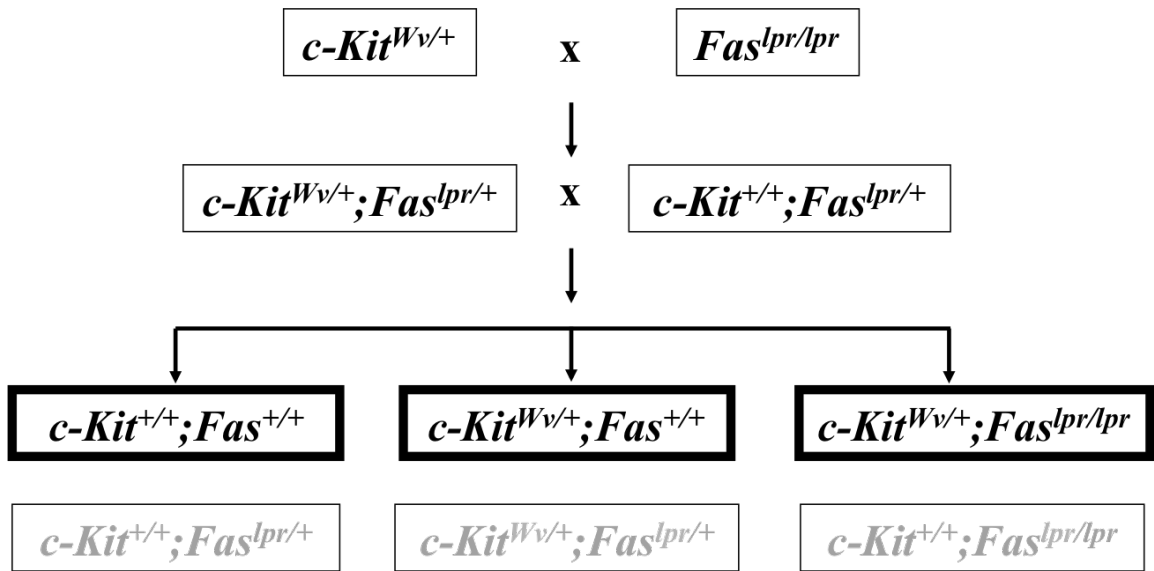 c-Kit^Wv/+ x Fas^lpr/lpr
c-Kit^Wv/+;Fas^lpr/+ x c-Kit^+/+;Fas^lpr/+
c-Kit^+/+;Fas^+/+ c-Kit^Wv/+;Fas^+/+ c-Kit^Wv/+;Fas^lpr/lpr
c-Kit^+/+;Fas^lpr/+ c-Kit^Wv/+;Fas^lpr/+ c-Kit^+/+;Fas^lpr/lpr